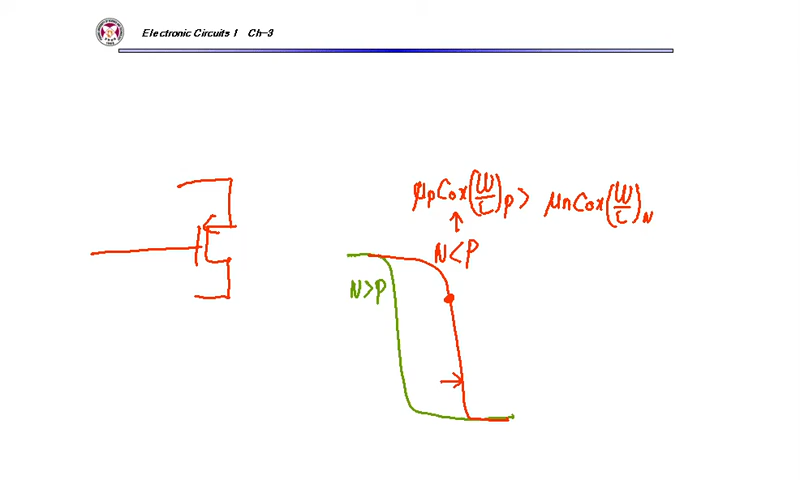 Electronic Circuits 1 Ch-3
μpCox(W/L)p > μnCox(W/L)N
N<P
N>P